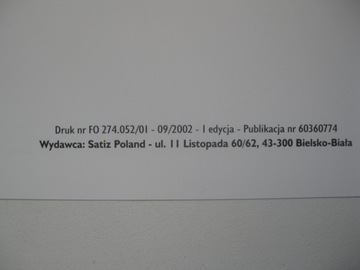 Druk nr FO 274.052/01 - 09/2002 - 1 edycja - Publikacja nr 60360774
Wydawca: Satiz Poland - ul. 11 Listopada 60/62, 43-300 Bielsko-Biała